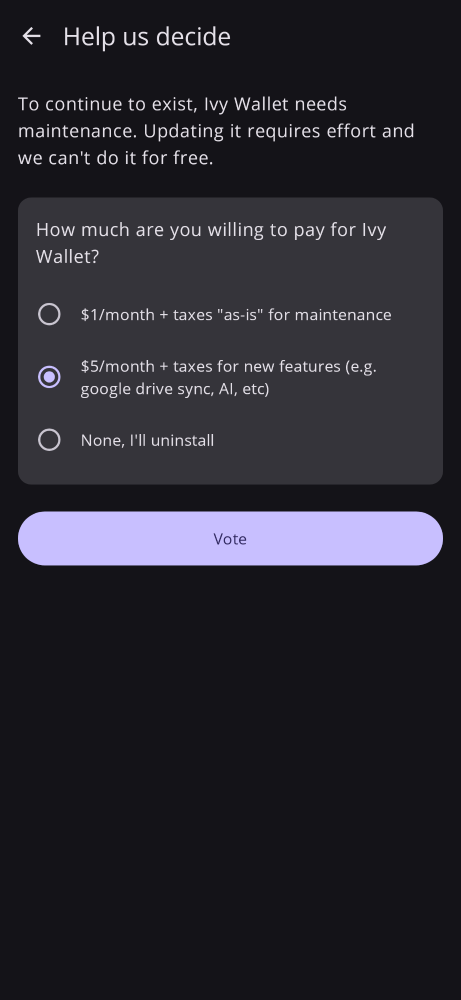 Help us decide
To continue to exist, Ivy Wallet needs
maintenance. Updating it requires effort and
we can't do it for free.
How much are you willing to pay for Ivy
Wallet?
$1/month + taxes "as-is" for maintenance
$5/month + taxes for new features (e.g.
google drive sync, AI, etc)
None, I'll uninstall
Vote